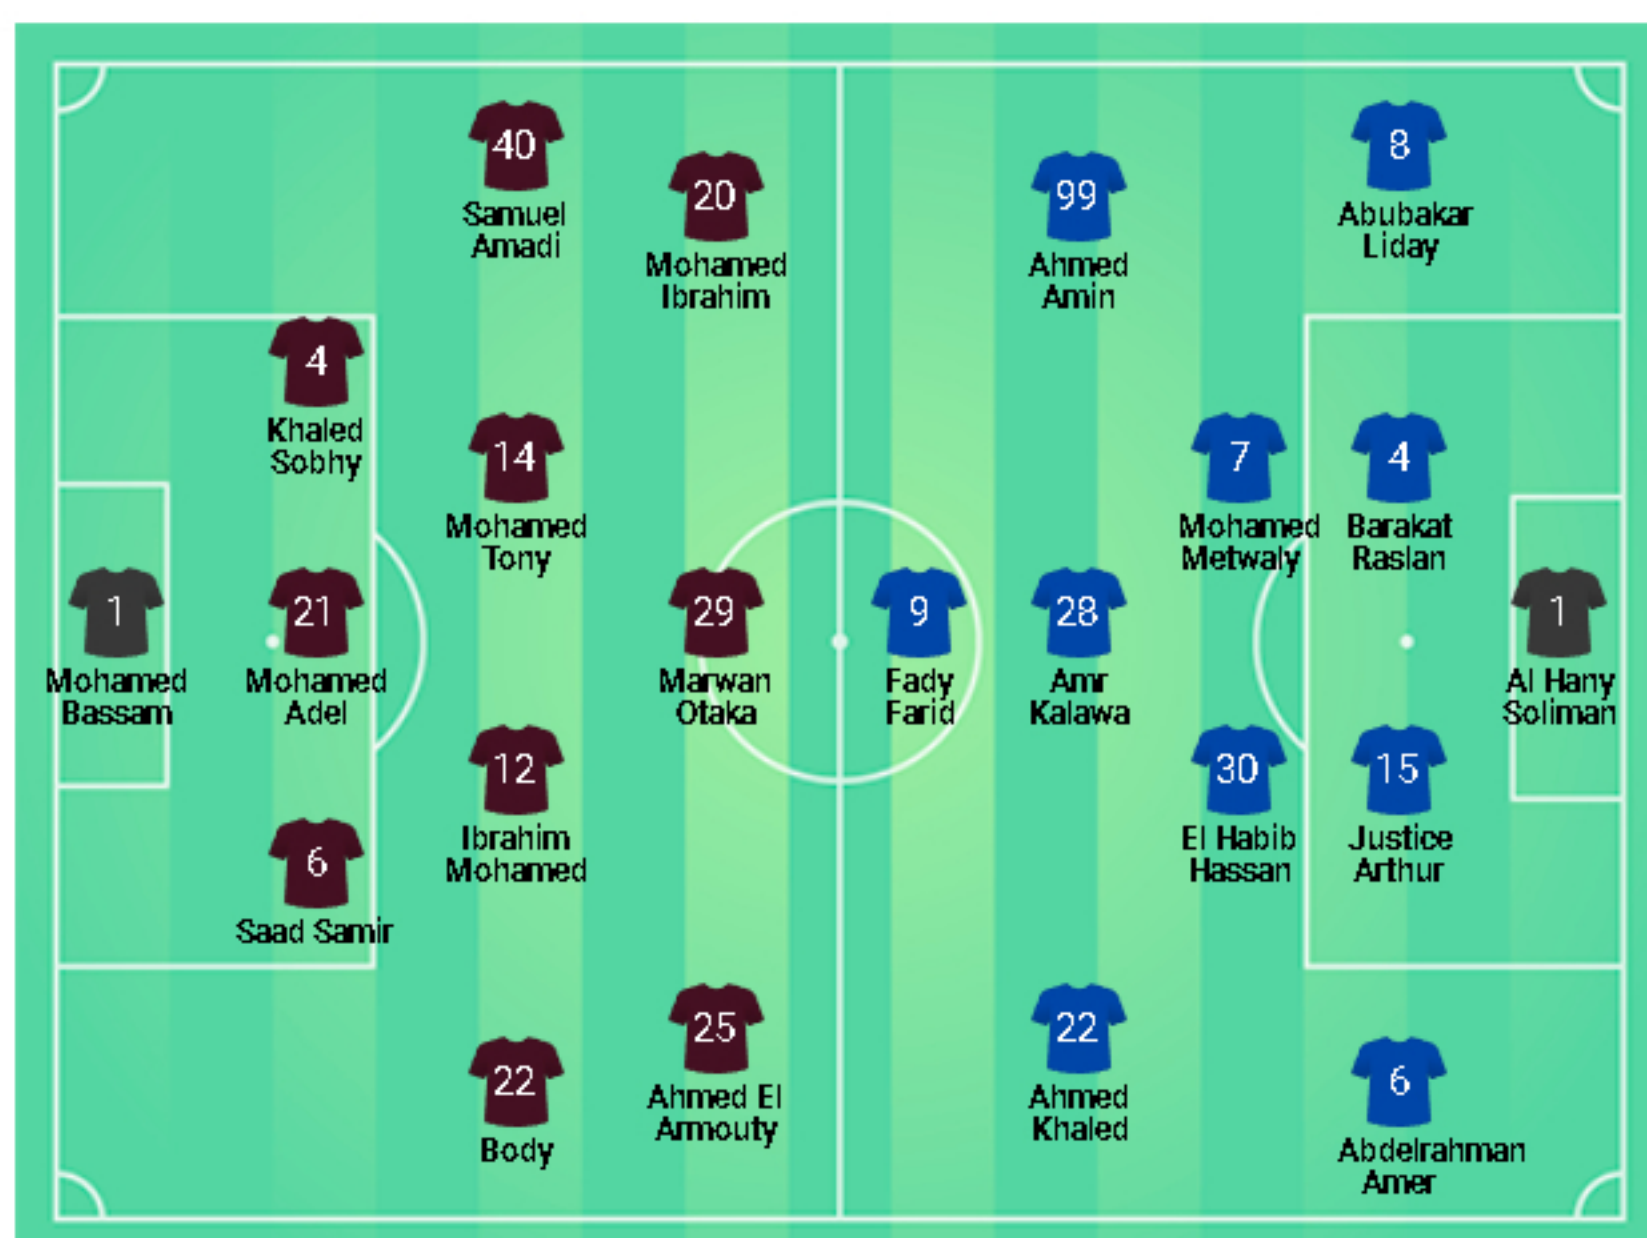 40
Samuel
Amadi
20
Mohamed
Ibrahim
99
Ahmed
Amin
8
Abubakar
Liday
4
Khaled
Sobhy
14
Mohamed
Tony
7
Mohamed
Metwaly
4
Barakat
Raslan
1
Mohamed
Bassam
21
Mohamed
Adel
29
Marwan
Otaka
9
Fady
Farid
28
Amr
Kalawa
1
Al Hany
Soliman
12
Ibrahim
Mohamed
30
El Habib
Hassan
15
Justice
Arthur
6
Saad Samir
22
Body
25
Ahmed El
Armouty
22
Ahmed
Khaled
6
Abdelrahman
Amer